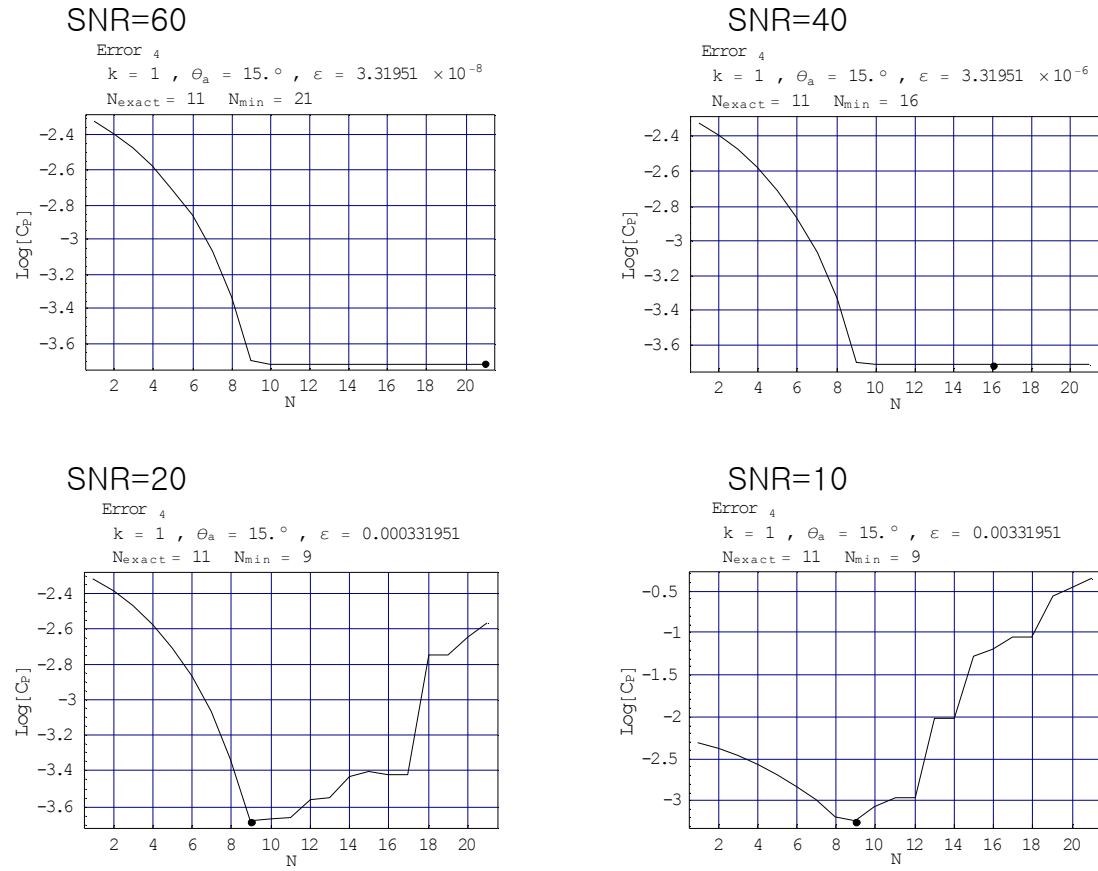 SNR=60
Error 4
k = 1 , θa = 15.° , ε = 3.31951 ×10-8
Nexact = 11 Nmin = 21
-2.4
-2.6
-2.8
-3
-3.2
-3.4
-3.6
Log[CP]
2 4 6 8 10 12 14 16 18 20
N
SNR=40
Error 4
k = 1 , θa = 15.° , ε = 3.31951 ×10-6
Nexact = 11 Nmin = 16
-2.4
-2.6
-2.8
-3
-3.2
-3.4
-3.6
Log[CP]
2 4 6 8 10 12 14 16 18 20
N
SNR=20
Error 4
k = 1 , θa = 15.° , ε = 0.000331951
Nexact = 11 Nmin = 9
-2.4
-2.6
-2.8
-3
-3.2
-3.4
-3.6
Log[CP]
2 4 6 8 10 12 14 16 18 20
N
SNR=10
Error 4
k = 1 , θa = 15.° , ε = 0.00331951
Nexact = 11 Nmin = 9
-0.5
-1
-1.5
-2
-2.5
-3
Log[CP]
2 4 6 8 10 12 14 16 18 20
N